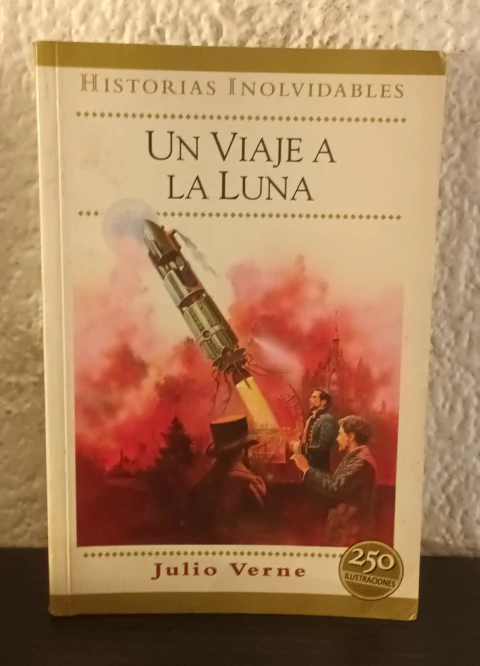 HISTORIAS INOLVIDABLES
UN VIAJE A
LA LUNA
Julio Verne
250
ILUSTRACIONES